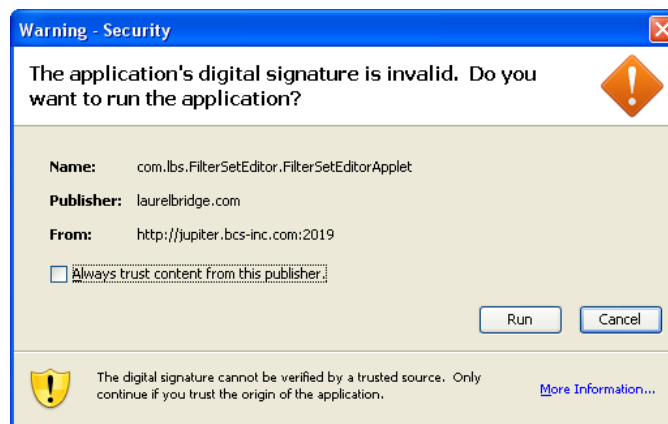 Warning - Security
The application's digital signature is invalid. Do you
want to run the application?
Name: com.lbs.FilterSetEditor.FilterSetEditorApplet
Publisher: laurelbridge.com
From: http://jupiter.bcs-inc.com:2019
Always trust content from this publisher.
Run Cancel
The digital signature cannot be verified by a trusted source. Only
continue if you trust the origin of the application.
More Information...